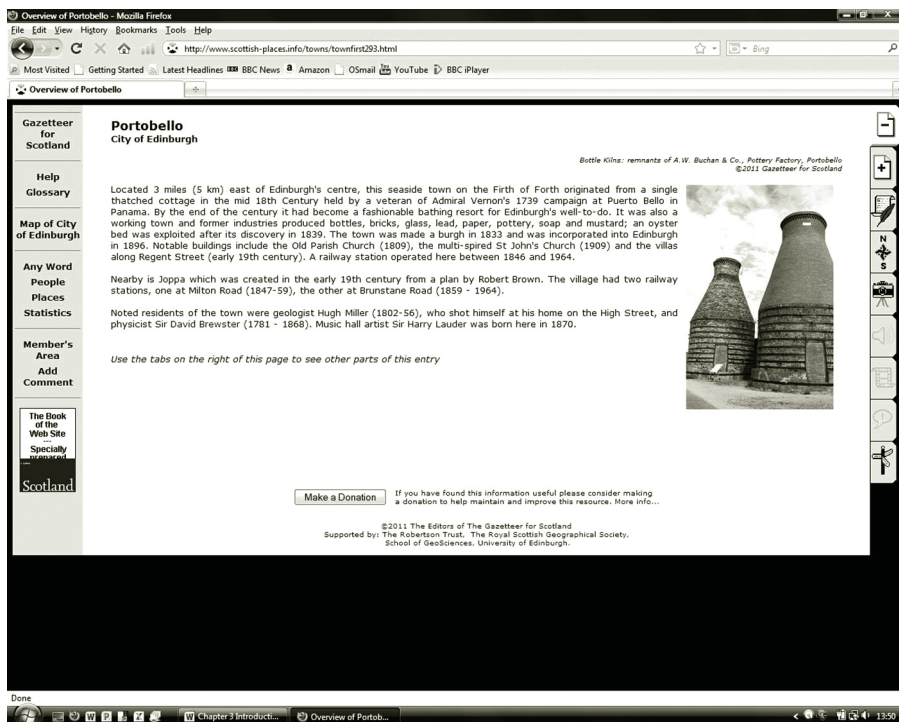 Overview of Portobello - Mozilla Firefox
File Edit View History Bookmarks Tools Help
http://www.scottish-places.info/towns/townfirst293.html
Bing
Most Visited Getting Started Latest Headlines BBC News Amazon OSmail YouTube BBC iPlayer
Overview of Portobello
Gazetteer
for
Scotland
Help
Glossary
Map of City
of Edinburgh
Any Word
People
Places
Statistics
Member's
Area
Add
Comment
The Book
of the
Web Site
---
Specially
prepared
Scotland
Portobello
City of Edinburgh
Bottle Kilns: remnants of A.W. Buchan & Co., Pottery Factory, Portobello
©2011 Gazetteer for Scotland
Located 3 miles (5 km) east of Edinburgh's centre, this seaside town on the Firth of Forth originated from a single
thatched cottage in the mid 18th Century held by a veteran of Admiral Vernon's 1739 campaign at Puerto Bello in
Panama. By the end of the century it had become a fashionable bathing resort for Edinburgh's well-to-do. It was also a
working town and former industries produced bottles, bricks, glass, lead, paper, pottery, soap and mustard; an oyster
bed was exploited after its discovery in 1839. The town was made a burgh in 1833 and was incorporated into Edinburgh
in 1896. Notable buildings include the Old Parish Church (1809), the multi-spired St John's Church (1909) and the villas
along Regent Street (early 19th century). A railway station operated here between 1846 and 1964.
Nearby is Joppa which was created in the early 19th century from a plan by Robert Brown. The village had two railway
stations, one at Milton Road (1847-59), the other at Brunstane Road (1859 - 1964).
Noted residents of the town were geologist Hugh Miller (1802-56), who shot himself at his home on the High Street, and
physicist Sir David Brewster (1781 - 1868). Music hall artist Sir Harry Lauder was born here in 1870.
Use the tabs on the right of this page to see other parts of this entry
N
S
Make a Donation
If you have found this information useful please consider making
a donation to help maintain and improve this resource. More info...
©2011 The Editors of The Gazetteer for Scotland
Supported by: The Robertson Trust, The Royal Scottish Geographical Society,
School of GeoSciences, University of Edinburgh.
Done
Chapter 3 Introducti...
Overview of Portob...
13:50